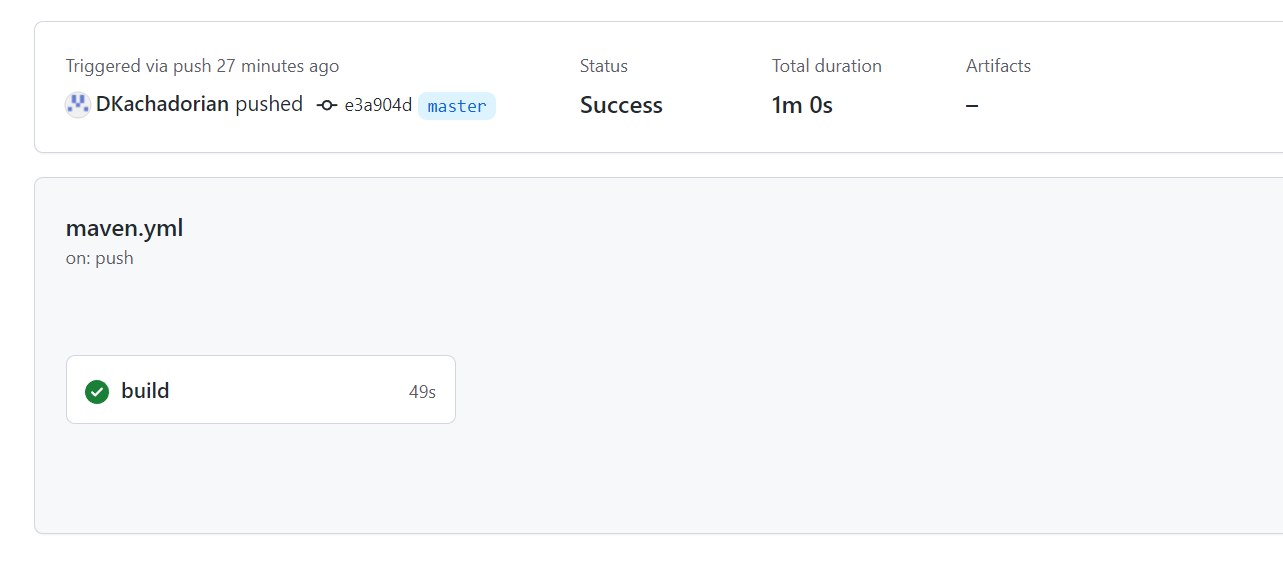 Triggered via push 27 minutes ago
DKachadorian pushed e3a904d master
Status
Success
Total duration
1m 0s
Artifacts
–
maven.yml
on: push
build 49s